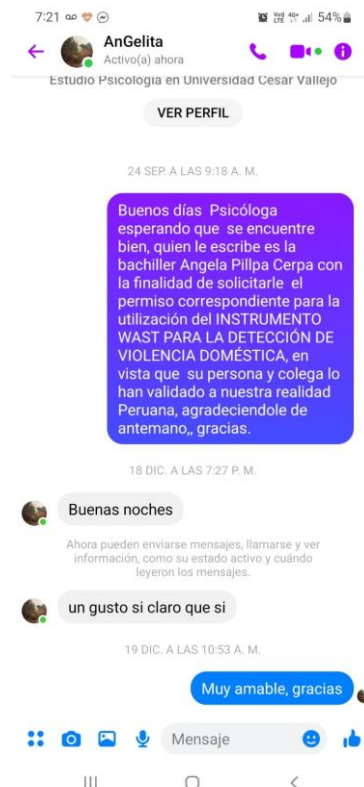 7:21
54%
AnGelita
Activo(a) ahora
Estudió Psicología en Universidad Cesar Vallejo
VER PERFIL
24 SEP. A LAS 9:18 A. M.
Buenos días Psicóloga
esperando que se encuentre
bien, quien le escribe es la
bachiller Angela Pillpa Cerpa con
la finalidad de solicitarle el
permiso correspondiente para la
utilización del INSTRUMENTO
WAST PARA LA DETECCIÓN DE
VIOLENCIA DOMÉSTICA, en
vista que su persona y colega lo
han validado a nuestra realidad
Peruana, agradeciendole de
antemano,, gracias.
18 DIC. A LAS 7:27 P. M.
Buenas noches
Ahora pueden enviarse mensajes, llamarse y ver
información, como su estado activo y cuándo
leyeron los mensajes.
un gusto si claro que si
19 DIC. A LAS 10:53 A. M.
Muy amable, gracias
Mensaje